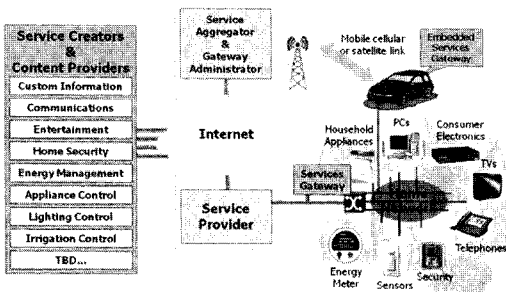 Service Creators
&
Content Providers
Custom Information
Communications
Entertainment
Home Security
Energy Management
Appliance Control
Lighting Control
Irrigation Control
TBD...
Service
Aggregator
&
Gateway
Administrator
Internet
Service
Provider
Mobile cellular
or satellite link
Embedded
Services
Gateway
Household
Appliances
PCs
Consumer
Electronics
TVs
Services
Gateway
Telephones
Energy
Meter
Sensors
Security